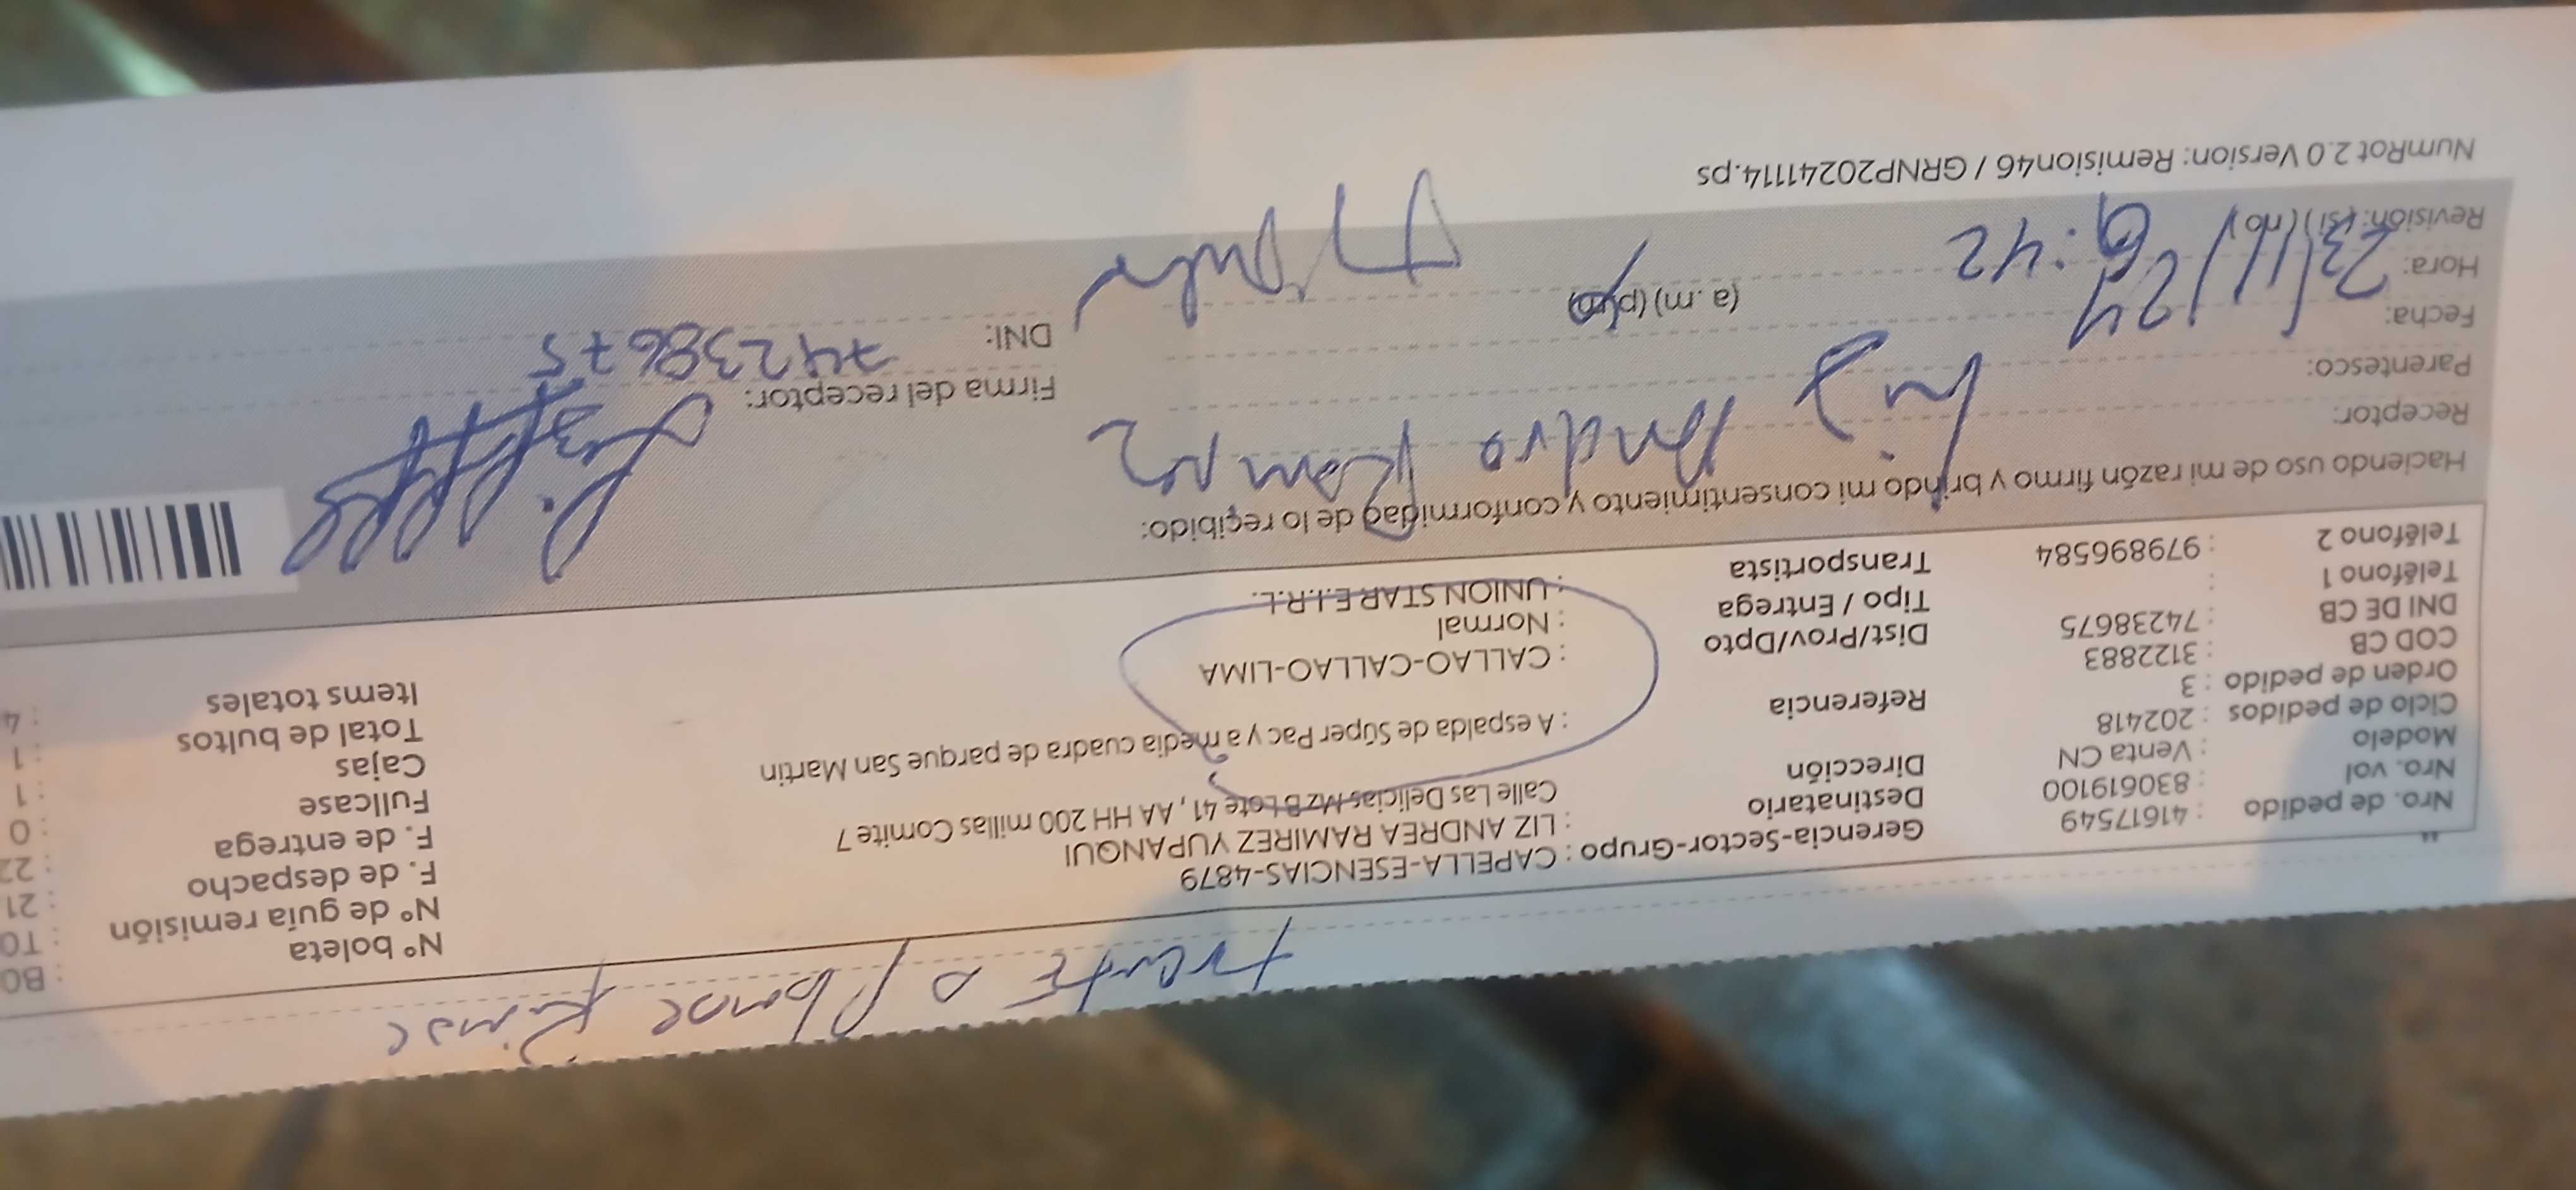 frente a planoe Rimac
Nº boleta : B0
Nº de guía remisión : T0
F. de despacho : 21
F. de entrega : 22
Fullcase : 0
Cajas : 1
Total de bultos : 1
Items totales : 4
Gerencia-Sector-Grupo : CAPELLA-ESENCIAS-4879
Destinatario : LIZ ANDREA RAMIREZ YUPANQUI
Dirección Calle Las Delicias Mz B Lote 41, AA HH 200 millas Comite 7
Referencia : A espalda de Súper Pac y a media cuadra de parque San Martin
Dist/Prov/Dpto : CALLAO-CALLAO-LIMA
Tipo / Entrega : Normal
Transportista : UNION STAR E.I.R.L.
Nro. de pedido : 41617549
Nro. vol : 830619100
Modelo : Venta CN
Ciclo de pedidos : 202418
Orden de pedido : 3
COD CB : 3122883
DNI DE CB : 74238675
Teléfono 1 :
Teléfono 2 : 979896584
Haciendo uso de mi razón firmo y brindo mi consentimiento y conformidad de lo recibido:
Receptor: Liz Andrea Ramirez
Parentesco:
Fecha: 23/11/24
Hora: 6:42 (a.m) (p.m)
Revisión: (si) (no)
Firma del receptor: Liz
DNI: 74238675
NumRot 2.0 Version: Remision46 / GRNP20241114.ps